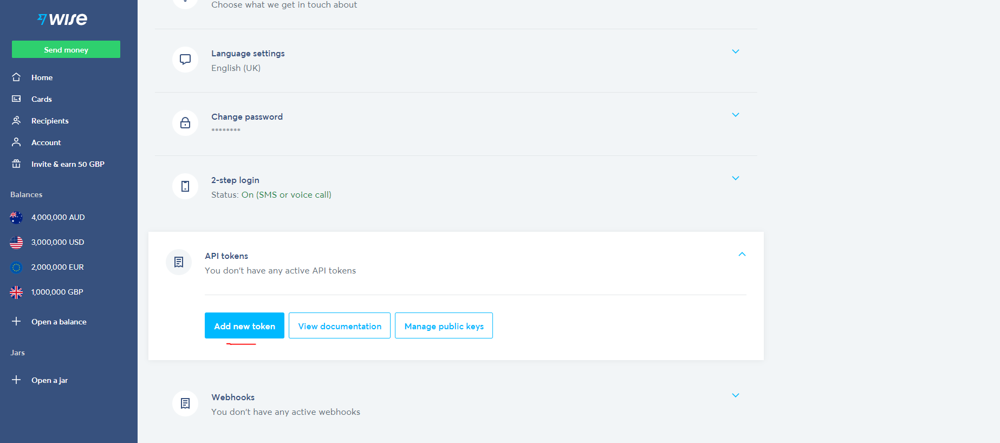 wise
Send money
Home
Cards
Recipients
Account
Invite & earn 50 GBP
Balances
4,000,000 AUD
3,000,000 USD
2,000,000 EUR
1,000,000 GBP
Open a balance
Jars
Open a jar
Choose what we get in touch about
Language settings
English (UK)
Change password
********
2-step login
Status: On (SMS or voice call)
API tokens
You don't have any active API tokens
Add new token View documentation Manage public keys
Webhooks
You don't have any active webhooks